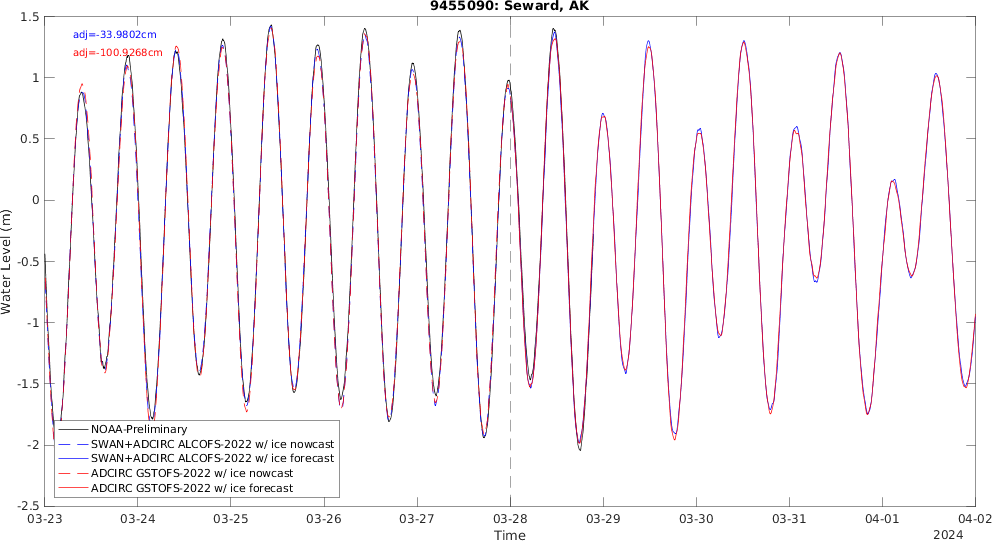 9455090: Seward, AK
adj=-33.9802cm
adj=-100.9268cm
1.5
1
0.5
0
-0.5
-1
-1.5
-2
-2.5
Water Level (m)
NOAA-Preliminary
SWAN+ADCIRC ALCOFS-2022 w/ ice nowcast
SWAN+ADCIRC ALCOFS-2022 w/ ice forecast
ADCIRC GSTOFS-2022 w/ ice nowcast
ADCIRC GSTOFS-2022 w/ ice forecast
03-23 03-24 03-25 03-26 03-27 03-28 03-29 03-30 03-31 04-01 04-02
Time
2024